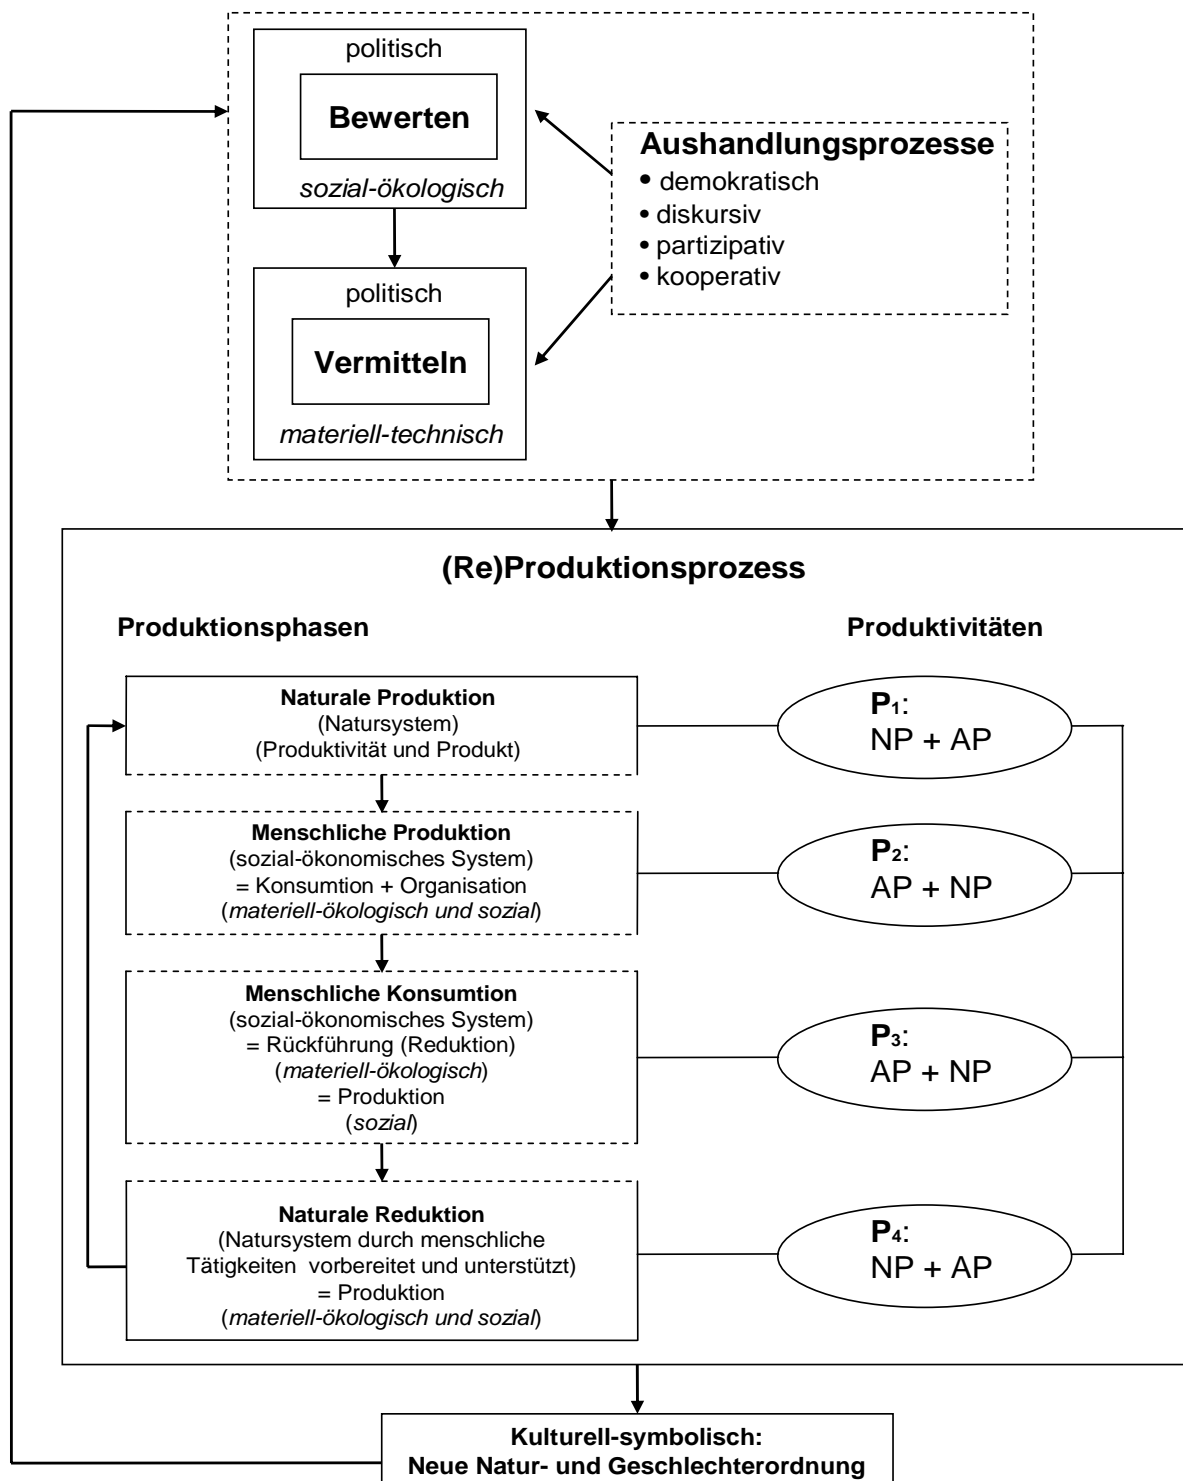 politisch
Bewerten
sozial-ökologisch
Aushandlungsprozesse
• demokratisch
• diskursiv
• partizipativ
• kooperativ
politisch
Vermitteln
materiell-technisch
(Re)Produktionsprozess
Produktionsphasen
Produktivitäten
Naturale Produktion
(Natursystem)
(Produktivität und Produkt)
P₁:
NP + AP
Menschliche Produktion
(sozial-ökonomisches System)
= Konsumtion + Organisation
(materiell-ökologisch und sozial)
P₂:
AP + NP
Menschliche Konsumtion
(sozial-ökonomisches System)
= Rückführung (Reduktion)
(materiell-ökologisch)
= Produktion
(sozial)
P₃:
AP + NP
Naturale Reduktion
(Natursystem durch menschliche
Tätigkeiten vorbereitet und unterstützt)
= Produktion
(materiell-ökologisch und sozial)
P₄:
NP + AP
Kulturell-symbolisch:
Neue Natur- und Geschlechterordnung